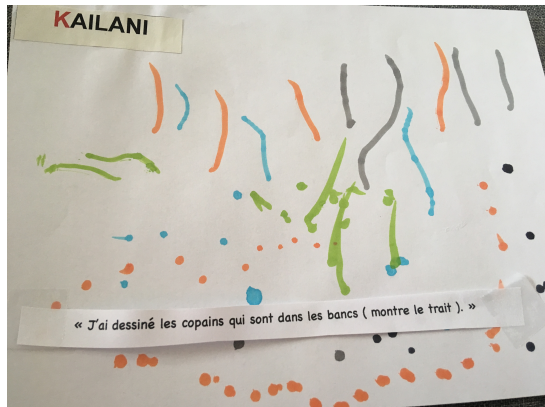 KAILANI
« J'ai dessiné les copains qui sont dans les bancs ( montre le trait ). »